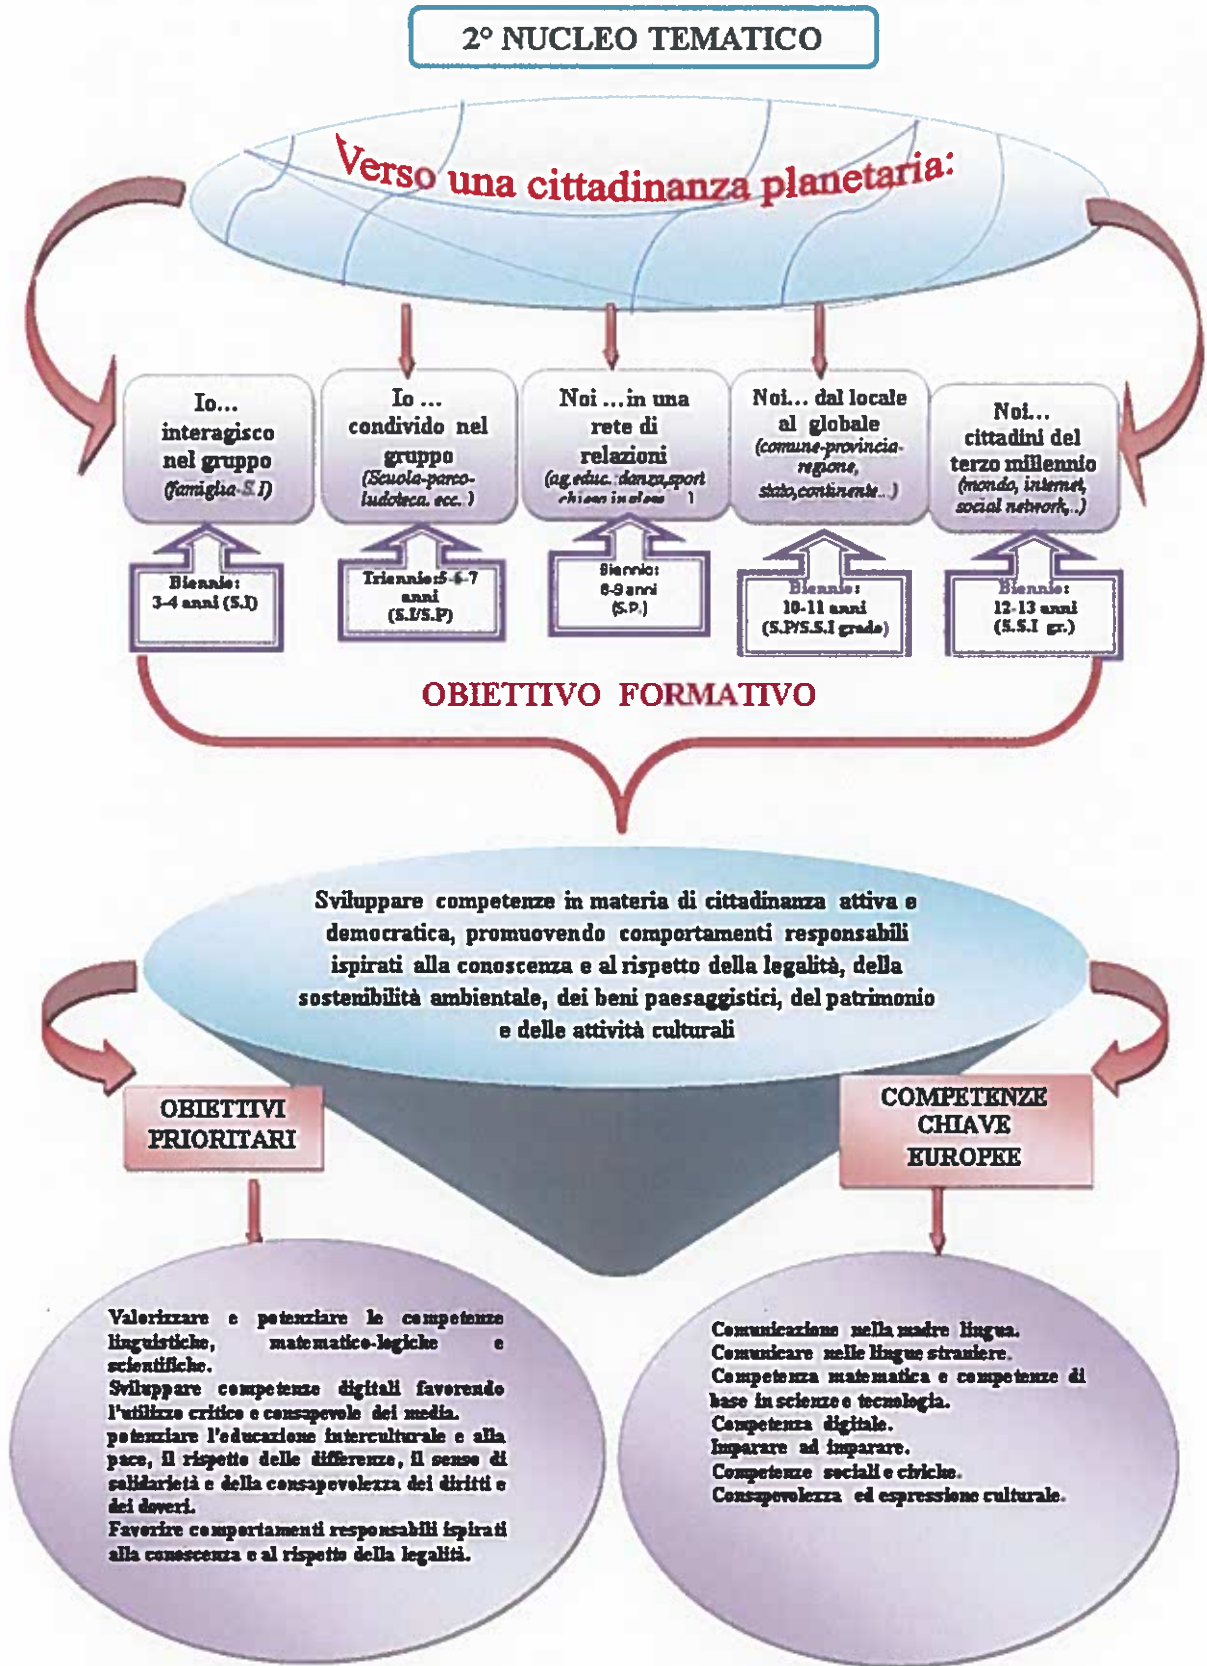 2° NUCLEO TEMATICO
Verso una cittadinanza planetaria:
Io...
interagisco
nel gruppo
(famiglia-S.I)
Io ...
condivido nel
gruppo
(Scuola-parco-
ludoteca. ecc. )
Noi ...in una
rete di
relazioni
(ag.educ.:danza,sport
)
Noi... dal locale
al globale
(comune-provincia-
regione,
stato,continente...)
Noi...
cittadini del
terzo millennio
(mondo, internet,
social network,..)
Biennio:
3-4 anni (S.I)
Triennio:5-6-7
anni
(S.I/S.P)
Biennio:
8-9 anni
(S.P.)
Biennio:
10-11 anni
(S.P/S.S.I grado)
Biennio:
12-13 anni
(S.S.I gr.)
OBIETTIVO FORMATIVO
Sviluppare competenze in materia di cittadinanza attiva e
democratica, promuovendo comportamenti responsabili
ispirati alla conoscenza e al rispetto della legalità, della
sostenibilità ambientale, dei beni paesaggistici, del patrimonio
e delle attività culturali
OBIETTIVI
PRIORITARI
Valorizzare e potenziare le competenze
linguistiche, matematico-logiche e
scientifiche.
Sviluppare competenze digitali favorendo
l'utilizzo critico e consapevole dei media.
potenziare l'educazione interculturale e alla
pace, il rispetto delle differenze, il senso di
solidarietà e della consapevolezza dei diritti e
dei doveri.
Favorire comportamenti responsabili ispirati
alla conoscenza e al rispetto della legalità.
COMPETENZE
CHIAVE
EUROPEE
Comunicazione nella madre lingua.
Comunicare nelle lingue straniere.
Competenza matematica e competenze di
base in scienze e tecnologia.
Competenza digitale.
Imparare ad imparare.
Competenze sociali e civiche.
Consapevolezza ed espressione culturale.